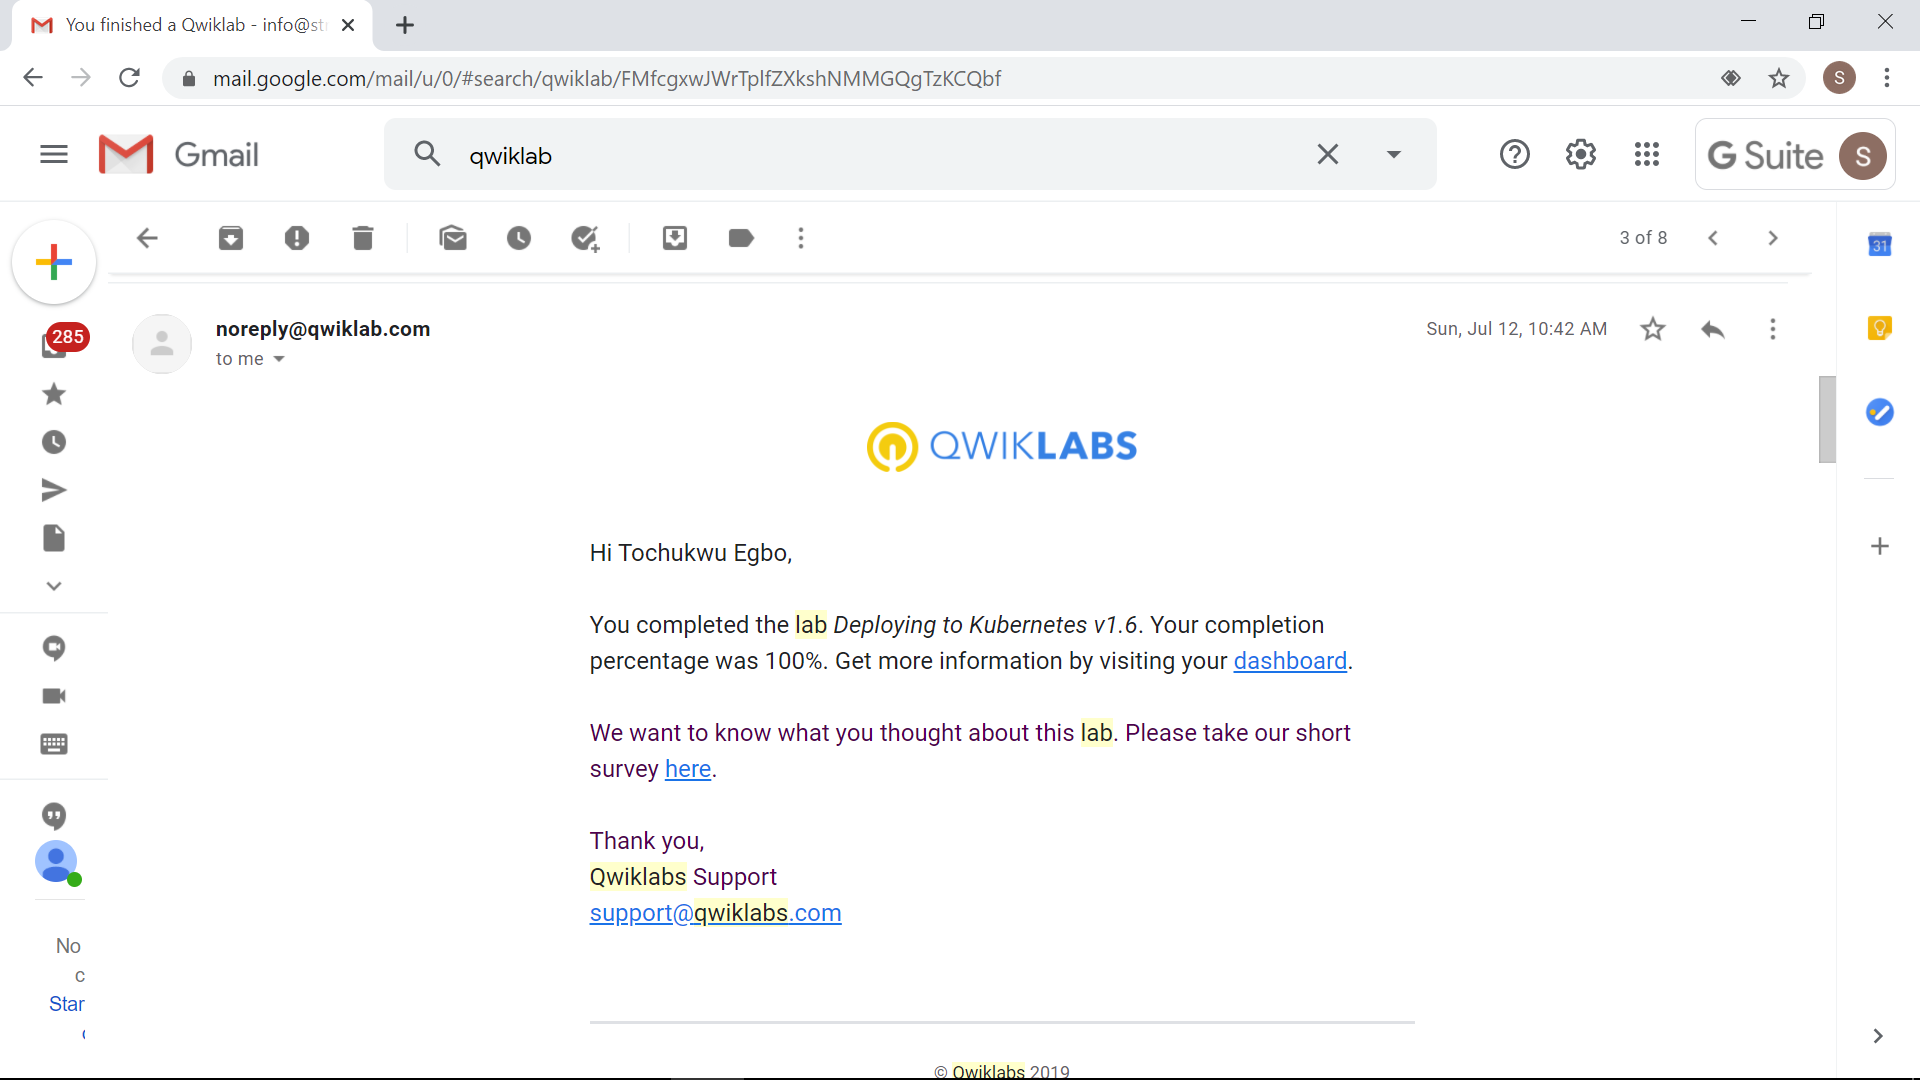 You finished a Qwiklab - info@st
mail.google.com/mail/u/0/#search/qwiklab/FMfcgxwJWrTplfZXkshNMMGQgTzKCQbf
S
Gmail
qwiklab
G Suite
S
3 of 8
31
285
noreply@qwiklab.com
Sun, Jul 12, 10:42 AM
to me
QWIKLABS
Hi Tochukwu Egbo,
You completed the lab Deploying to Kubernetes v1.6. Your completion
percentage was 100%. Get more information by visiting your dashboard.
We want to know what you thought about this lab. Please take our short
survey here.
Thank you,
Qwiklabs Support
support@qwiklabs.com
No
c
Star
© Qwiklabs 2019